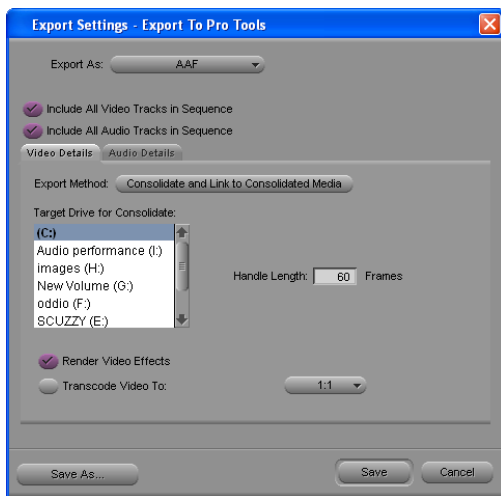 Export Settings - Export To Pro Tools
Export As: AAF
Include All Video Tracks in Sequence
Include All Audio Tracks in Sequence
Video Details Audio Details
Export Method: Consolidate and Link to Consolidated Media
Target Drive for Consolidate:
(C:)
Audio performance (I:)
images (H:)
New Volume (G:)
oddio (F:)
SCUZZY (E:)
Handle Length: 60 Frames
Render Video Effects
Transcode Video To: 1:1
Save As... Save Cancel